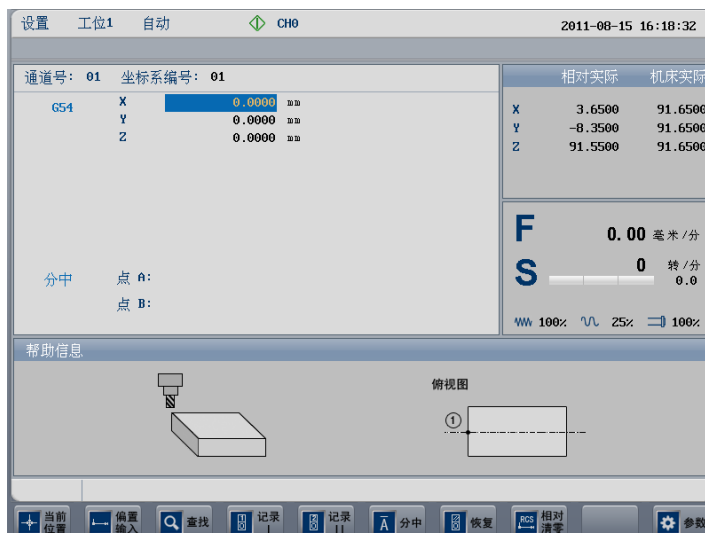 设置 工位1 自动 CH0 2011-08-15 16:18:32
通道号: 01 坐标系编号: 01
相对实际 机床实际
G54 X 0.0000 mm
Y 0.0000 mm
Z 0.0000 mm
X 3.6500 91.6500
Y -8.3500 91.6500
Z 91.5500 91.6500
F 0.00 毫米/分
S 0 转/分
0.0
100% 25% 100%
分中 点 A:
点 B:
帮助信息
俯视图
1
当前位置
偏置输入
查找
记录 I
记录 II
分中
恢复
RCS 相对清零
参数